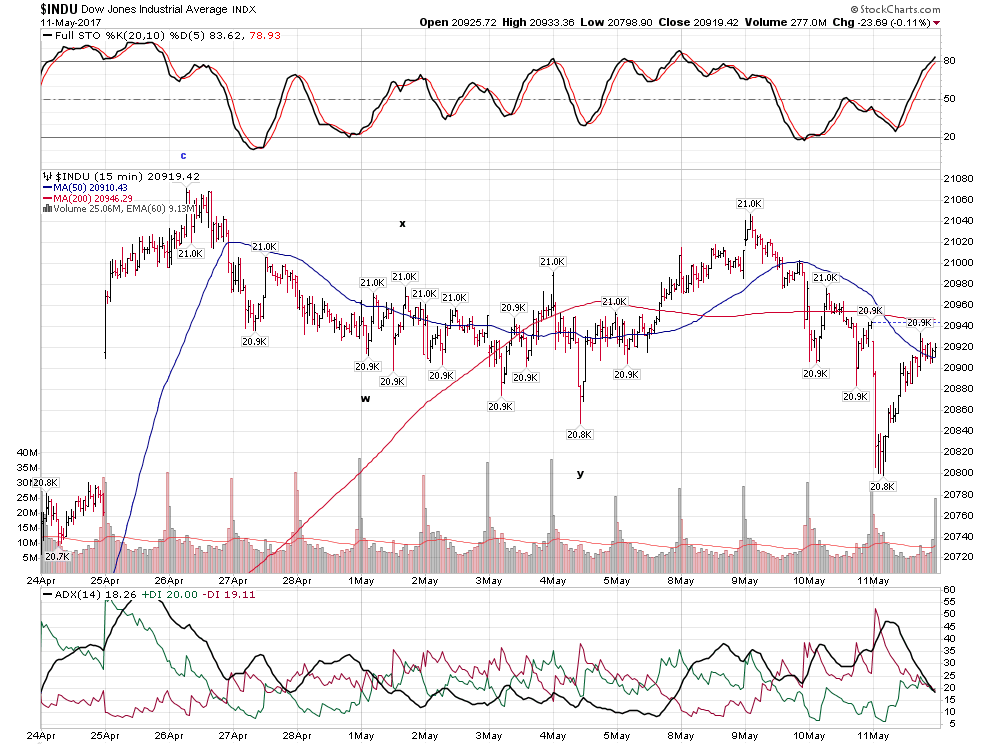 $INDU Dow Jones Industrial Average INDX © StockCharts.com
11-May-2017 Open 20925.72 High 20933.36 Low 20798.90 Close 20919.42 Volume 277.0M Chg -23.69 (-0.11%)
Full STO %K(20,10) %D(5) 83.62, 78.93
80
50
20
c
$INDU (15 min) 20919.42
MA(50) 20910.43
MA(200) 20946.29
Volume 25.06M, EMA(60) 9.13M
21080
21060
21040
21020
21000
20980
20960
20940
20920
20900
20880
20860
20840
20820
20800
20780
20760
20740
20720
40M
35M
30M
25M
20M
15M
10M
5M
20.8K
20.7K
21.0K
21.0K
20.9K
21.0K
20.9K
w
20.9K
x
21.0K
21.0K
20.9K
21.0K
20.9K
20.9K
20.9K
21.0K
20.8K
y
21.0K
20.9K
21.0K
20.9K
21.0K
20.9K
20.9K
20.8K
20.9K
24Apr 25Apr 26Apr 27Apr 28Apr 1May 2May 3May 4May 5May 8May 9May 10May 11May
ADX(14) 18.26 +DI 20.00 -DI 19.11
60
55
50
45
40
35
30
25
20
15
10
5
24Apr 25Apr 26Apr 27Apr 28Apr 1May 2May 3May 4May 5May 8May 9May 10May 11May